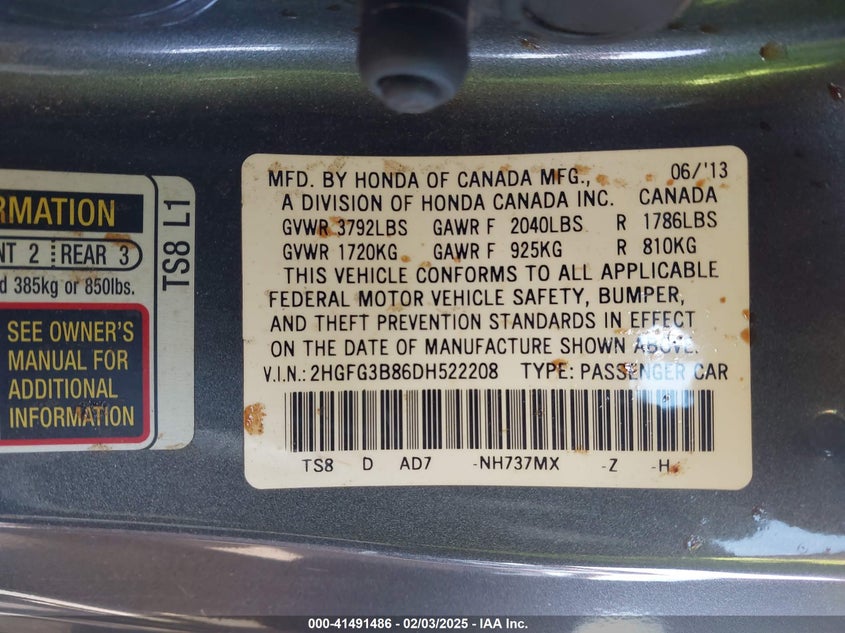 RMATION
NT 2 REAR 3
d 385kg or 850lbs.
SEE OWNER'S
MANUAL FOR
ADDITIONAL
INFORMATION
TS8 L1
MFD. BY HONDA OF CANADA MFG., 06/'13
A DIVISION OF HONDA CANADA INC. CANADA
GVWR 3792LBS GAWR F 2040LBS R 1786LBS
GVWR 1720KG GAWR F 925KG R 810KG
THIS VEHICLE CONFORMS TO ALL APPLICABLE
FEDERAL MOTOR VEHICLE SAFETY, BUMPER,
AND THEFT PREVENTION STANDARDS IN EFFECT
ON THE DATE OF MANUFACTURE SHOWN ABOVE.
V.I.N.: 2HGFG3B86DH522208 TYPE: PASSENGER CAR
TS8 D AD7 -NH737MX -Z -H-
000-41491486 - 02/03/2025 - IAA Inc.